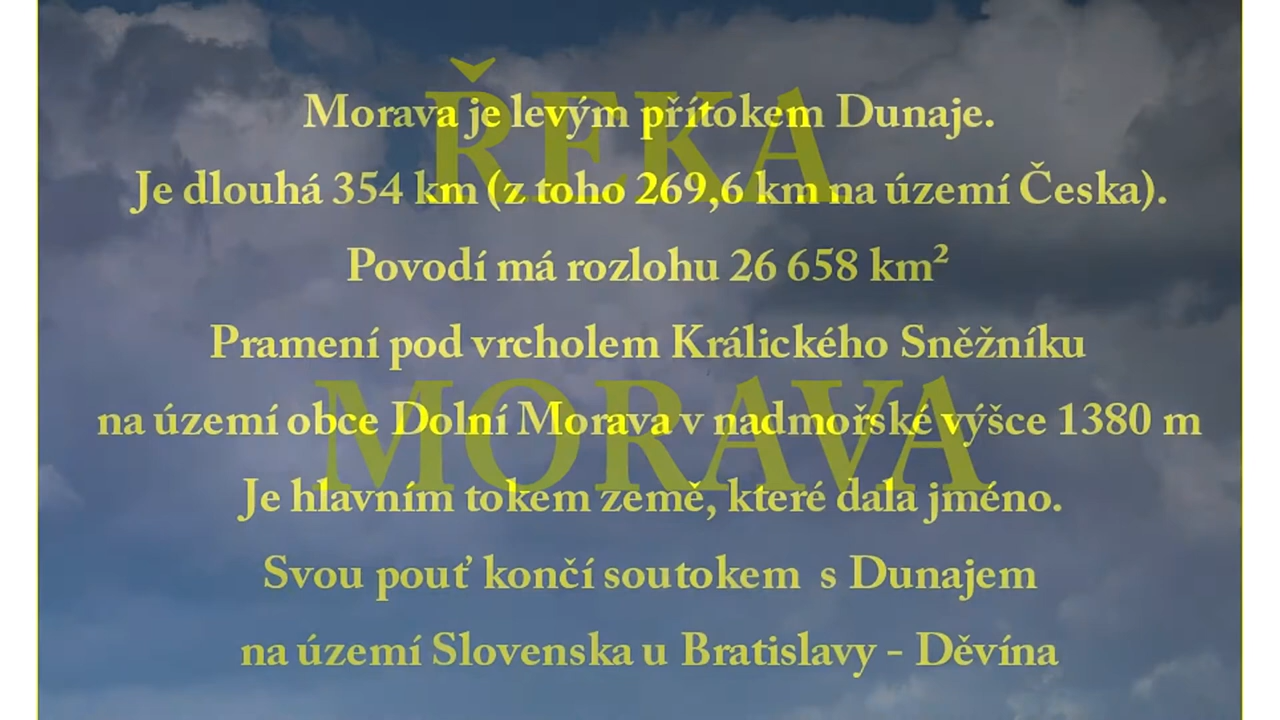 ŘEKA
MORAVA
Morava je levým přítokem Dunaje.
Je dlouhá 354 km (z toho 269,6 km na území Česka).
Povodí má rozlohu 26 658 km²
Pramení pod vrcholem Králického Sněžníku
na území obce Dolní Morava v nadmořské výšce 1380 m
Je hlavním tokem země, které dala jméno.
Svou pouť končí soutokem s Dunajem
na území Slovenska u Bratislavy - Děvína